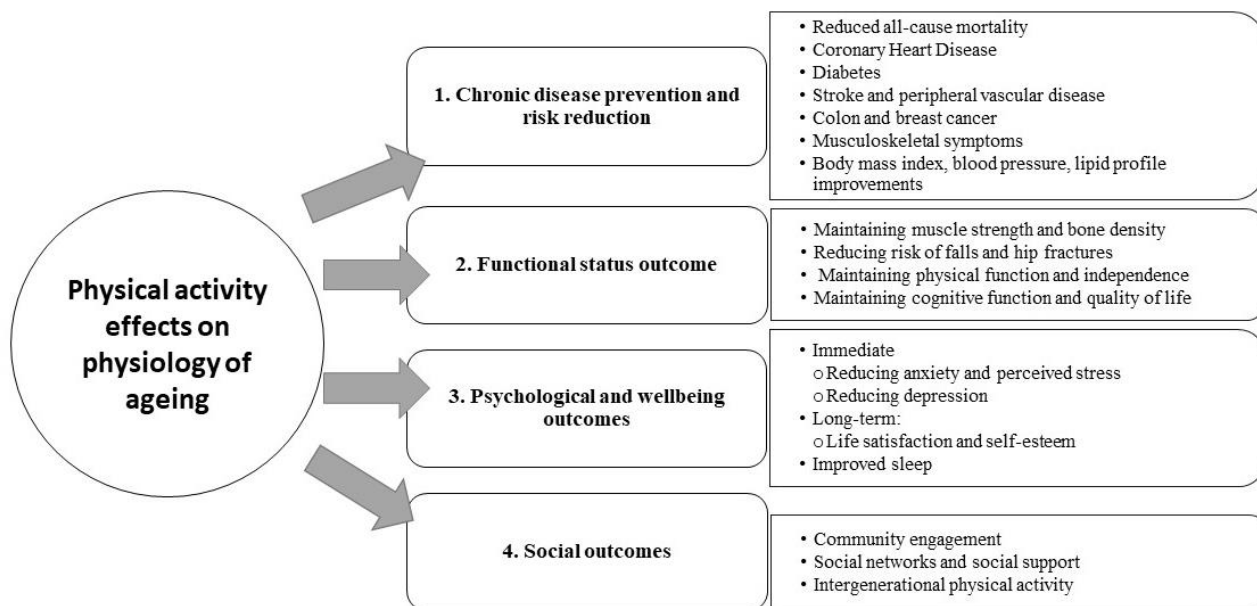 Physical activity
effects on
physiology of
ageing
1. Chronic disease prevention and
risk reduction
• Reduced all-cause mortality
• Coronary Heart Disease
• Diabetes
• Stroke and peripheral vascular disease
• Colon and breast cancer
• Musculoskeletal symptoms
• Body mass index, blood pressure, lipid profile
improvements
2. Functional status outcome
• Maintaining muscle strength and bone density
• Reducing risk of falls and hip fractures
• Maintaining physical function and independence
• Maintaining cognitive function and quality of life
3. Psychological and wellbeing
outcomes
• Immediate
o Reducing anxiety and perceived stress
o Reducing depression
• Long-term:
o Life satisfaction and self-esteem
• Improved sleep
4. Social outcomes
• Community engagement
• Social networks and social support
• Intergenerational physical activity